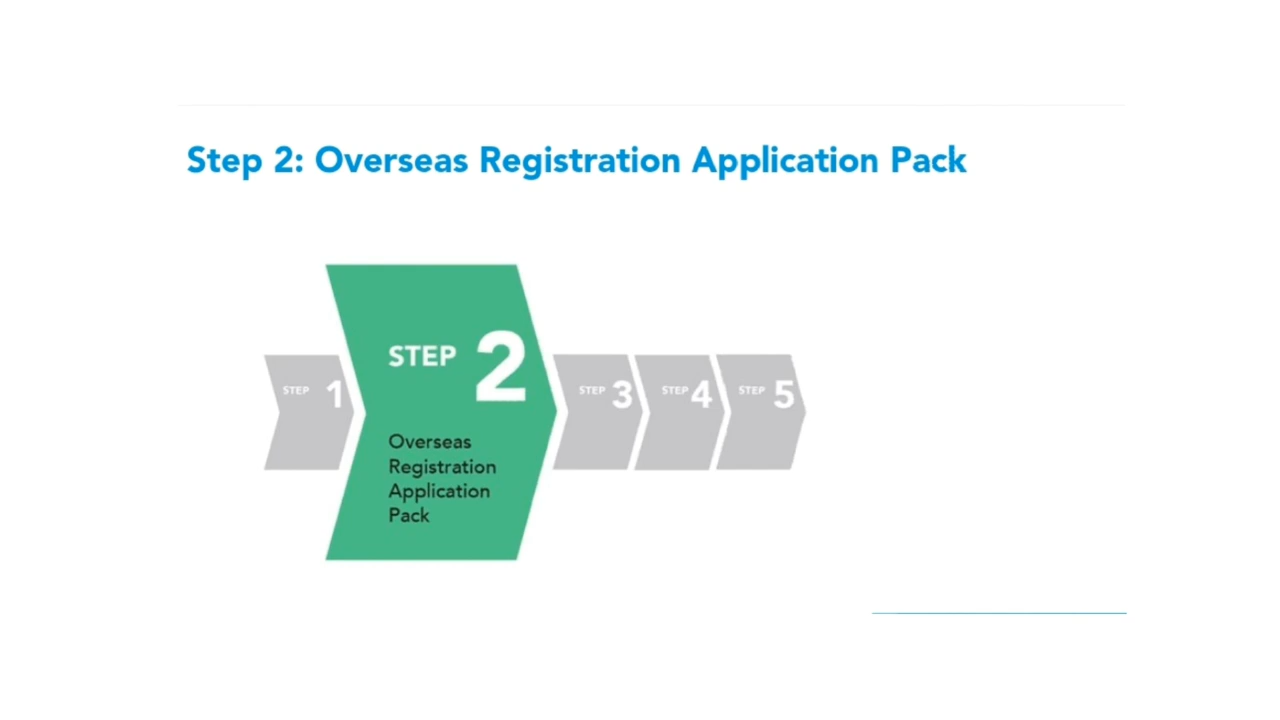 Step 2: Overseas Registration Application Pack
STEP 1
STEP 2
Overseas
Registration
Application
Pack
STEP 3
STEP 4
STEP 5